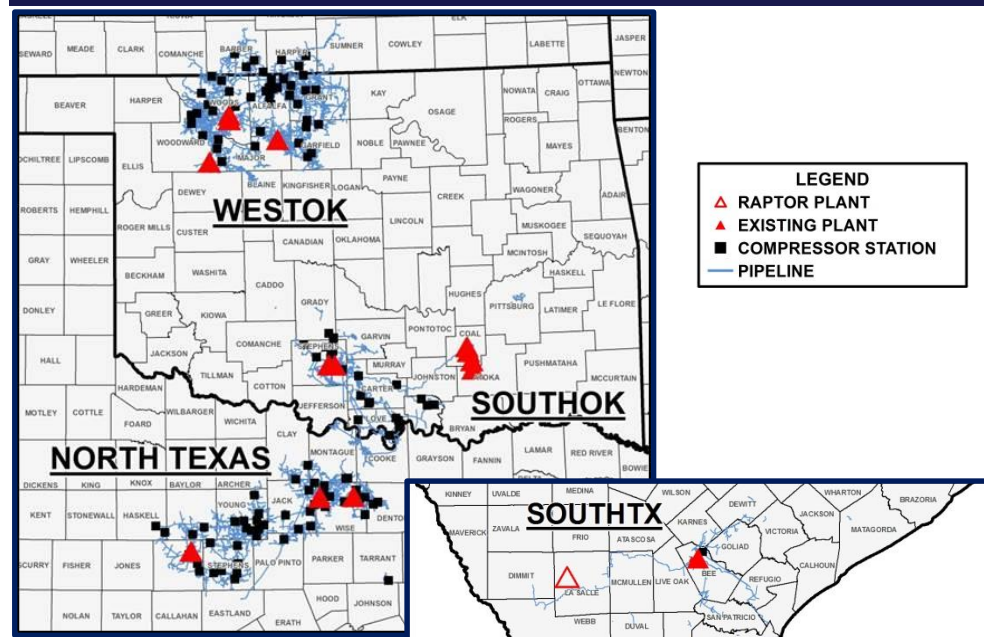 SEWARD MEADE CLARK COMANCHE BARBER HARPER SUMNER COWLEY ELK LABETTE JASPER
NEWTON
BEAVER HARPER WOODS ALFALFA GRANT KAY OSAGE NOWATA CRAIG OTTAWA
ROGERS
BENTON
WOODWARD MAJOR GARFIELD NOBLE PAWNEE MAYES
OCHILTREE LIPSCOMB ELLIS
DEWEY BLAINE KINGFISHER LOGAN PAYNE CREEK WAGONER ADAIR
WESTOK
ROBERTS HEMPHILL ROGER MILLS CUSTER LINCOLN MUSKOGEE SEQUOYAH
CANADIAN OKLAHOMA
MCINTOSH
GRAY WHEELER BECKHAM WASHITA CADDO HASKELL
HUGHES PITTSBURG LE FLORE
DONLEY GREER KIOWA GRADY LATIMER
PONTOTOC COAL
HALL JACKSON COMANCHE STEPHENS GARVIN
TILLMAN COTTON MURRAY JOHNSTON ATOKA PUSHMATAHA MCCURTAIN
HARDEMAN JEFFERSON CARTER
SOUTHOK
MOTLEY COTTLE FOARD WILBARGER WICHITA LOVE BRYAN
CLAY
NORTH TEXAS
MONTAGUE COOKE GRAYSON FANNIN LAMAR RED RIVER
BOWIE
DICKENS KING KNOX BAYLOR ARCHER
KENT STONEWALL HASKELL YOUNG JACK WISE DENTO
SCURRY FISHER JONES STEPHENS PALO PINTO PARKER TARRANT
HOOD JOHNSON
NOLAN TAYLOR CALLAHAN EASTLAND ERATH
LEGEND
RAPTOR PLANT
EXISTING PLANT
COMPRESSOR STATION
PIPELINE
KINNEY UVALDE MEDINA WILSON DEWITT WHARTON BRAZORIA
SOUTHTX
MAVERICK ZAVALA FRIO ATASCOSA KARNES GOLIAD VICTORIA JACKSON MATAGORDA
DIMMIT LA SALLE MCMULLEN LIVE OAK BEE REFUGIO CALHOUN
WEBB DUVAL SAN PATRICIO